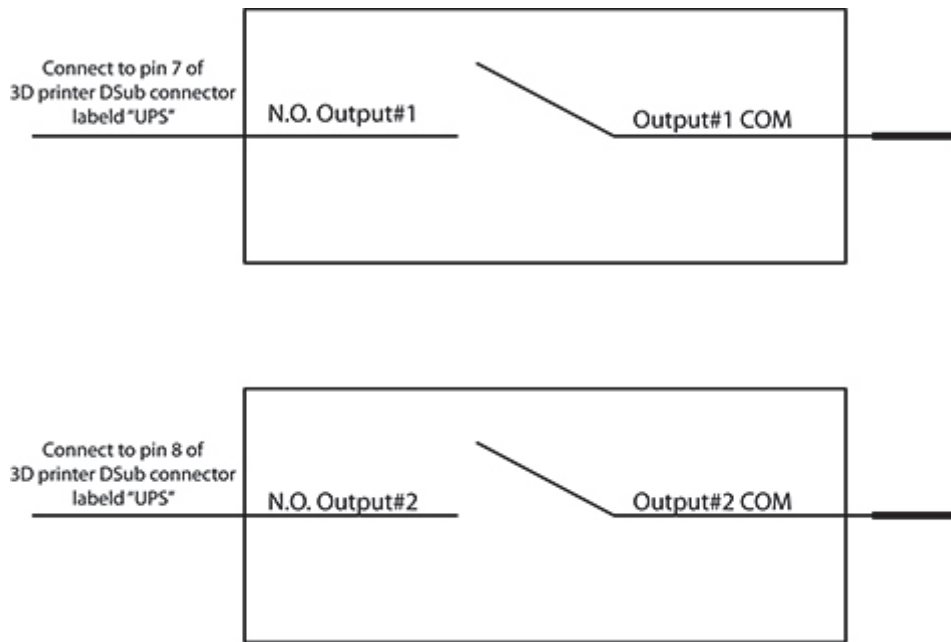 Connect to pin 7 of
3D printer DSub connector
labeld "UPS"
N.O. Output#1
Output#1 COM
Connect to pin 8 of
3D printer DSub connector
labeld "UPS"
N.O. Output#2
Output#2 COM